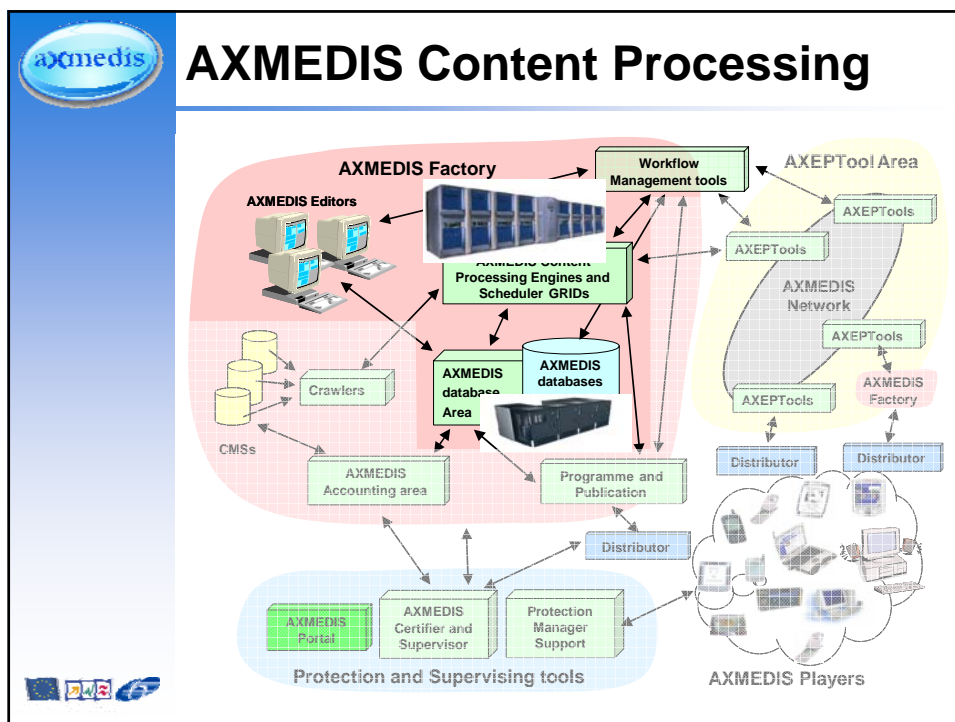 axmedis
AXMEDIS Content Processing
AXMEDIS Factory
Workflow
Management tools
AXEPTool Area
AXMEDIS Editors
AXEPTools
AXEPTools
AXMEDIS Content
Processing Engines and
Scheduler GRIDs
AXMEDIS
Network
AXEPTools
AXMEDIS
database
Area
AXMEDIS
databases
Crawlers
AXMEDIS
Factory
AXEPTools
CMSs
AXMEDIS
Accounting area
Programme and
Publication
Distributor
Distributor
Distributor
AXMEDIS
Portal
AXMEDIS
Certifier and
Supervisor
Protection
Manager
Support
Protection and Supervising tools
AXMEDIS Players